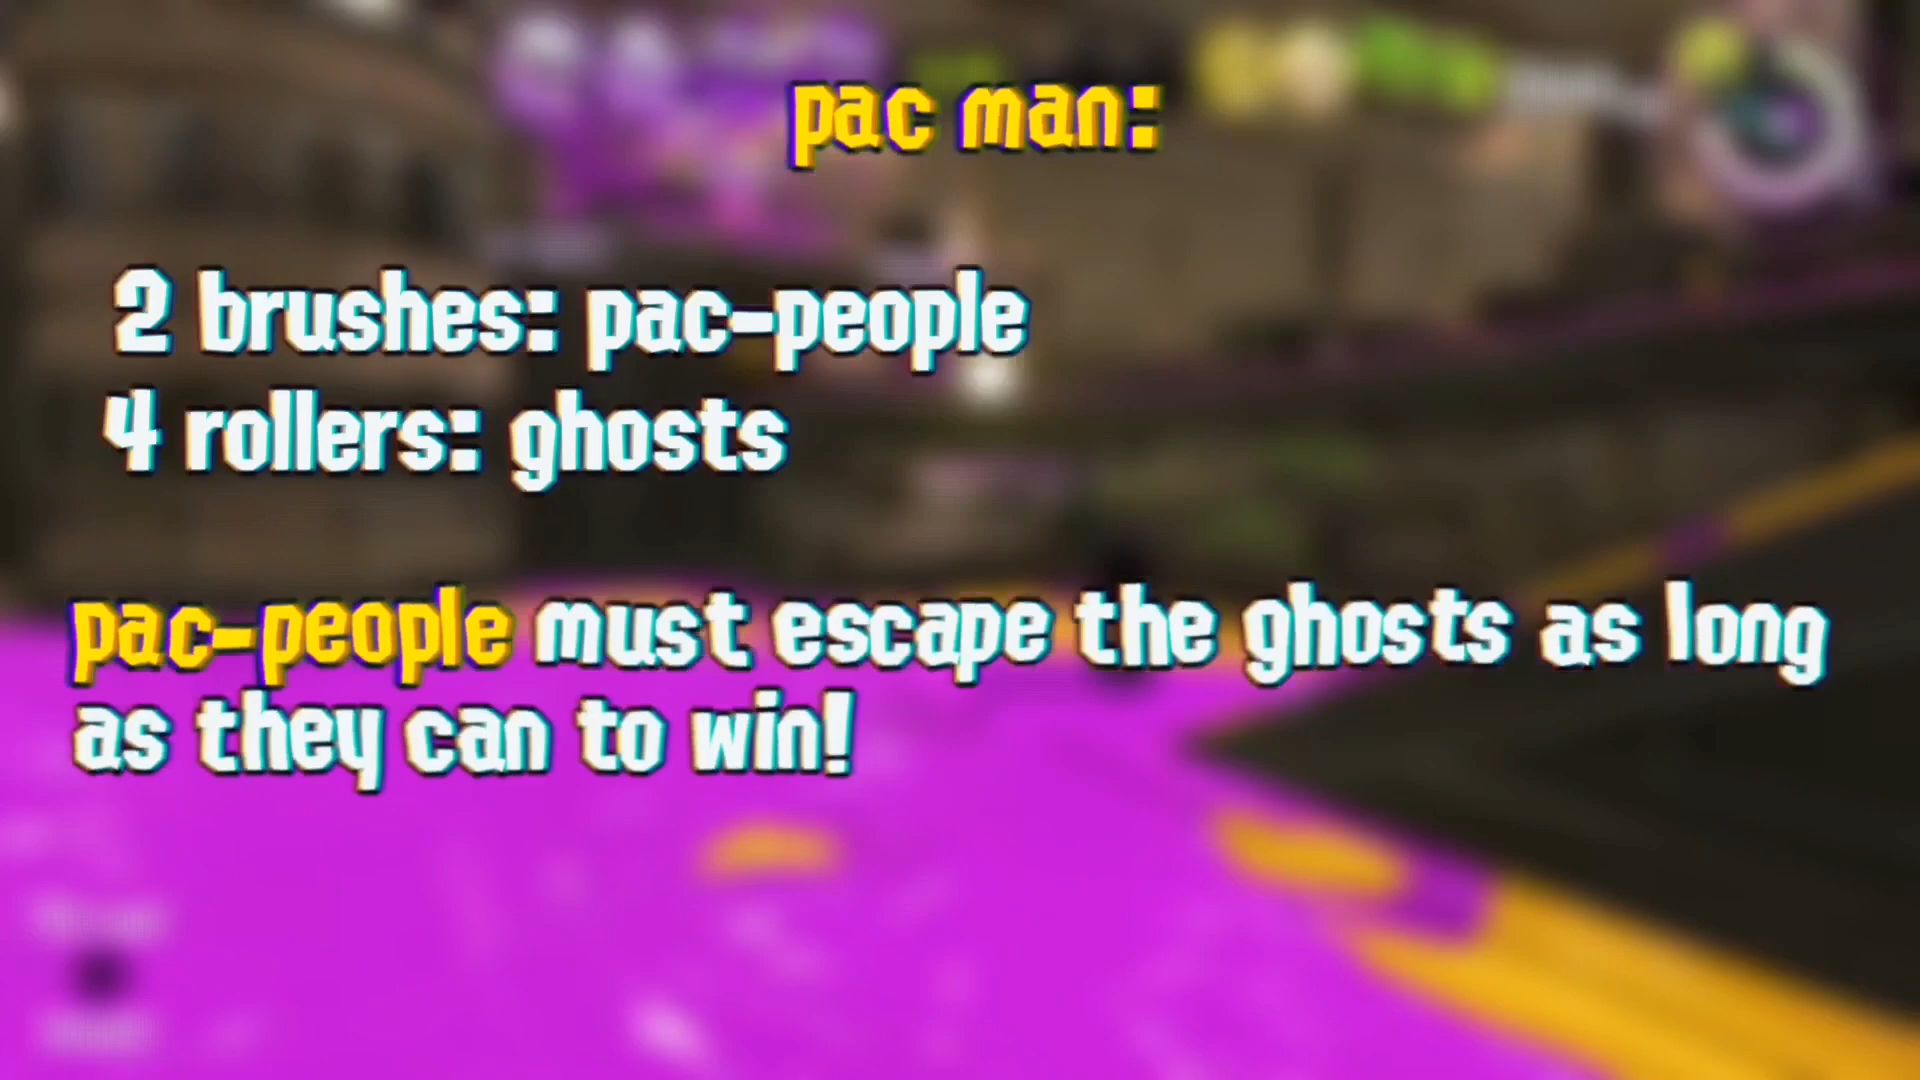 pac man:
2 brushes: pac-people
4 rollers: ghosts
pac-people must escape the ghosts as long
as they can to win!